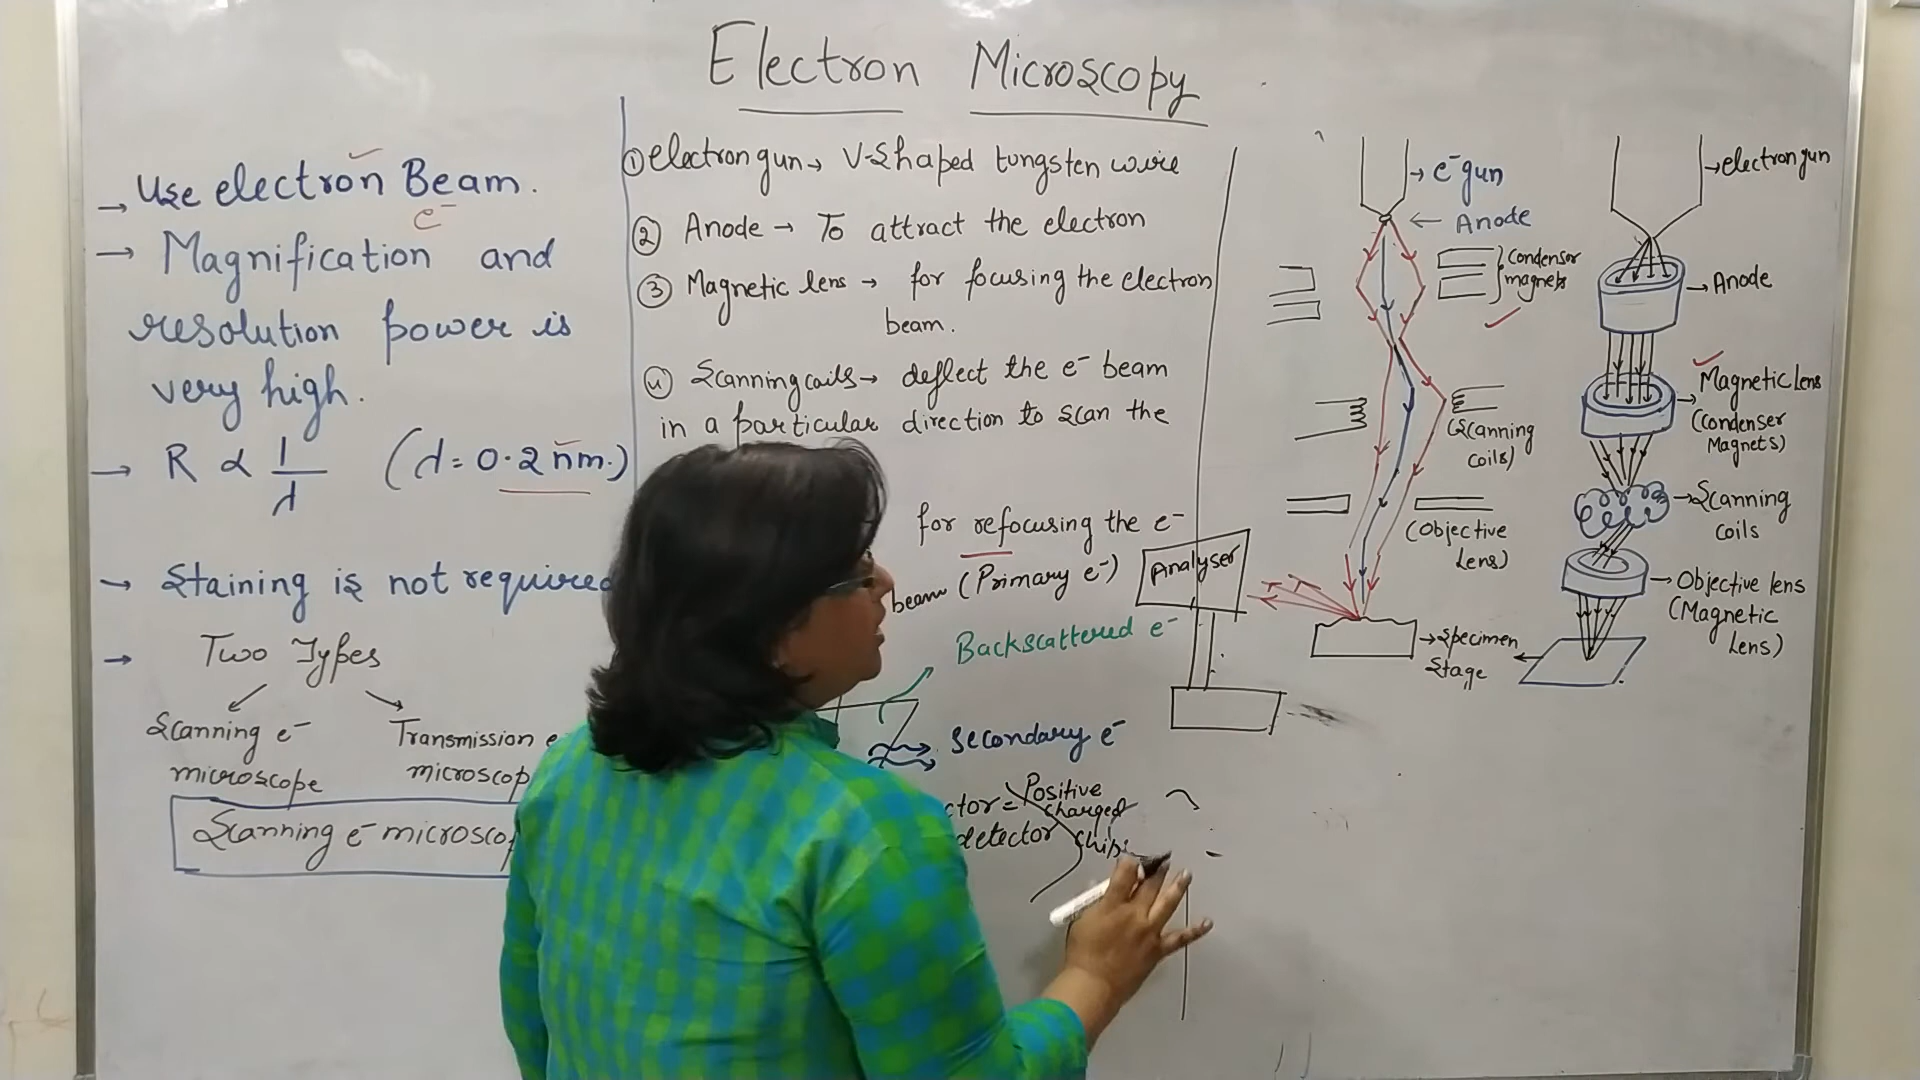 Electron Microscopy
→ Use electron Beam.
e⁻
→ Magnification and
resolution power is
very high.
→ R ∝ 1/λ (λ = 0.2 nm.)
→ Staining is not required
→ Two Types
Scanning e⁻
microscope
Transmission e
microscop
Scanning e⁻ microscop
① electron gun → V-Shaped tungsten wire
② Anode → To attract the electron
③ Magnetic lens → for focusing the electron
beam.
④ Scanning coils → deflect the e⁻ beam
in a particular direction to scan the
for refocusing the e⁻
beam (Primary e⁻)
Backscattered e⁻
Secondary e⁻
ctor = Positive
charged
detector chips
Analyser
→ e⁻ gun
← Anode
Condenser
magnets
(Scanning
coils)
(Objective
Lens)
→ Specimen
Stage
→ electron gun
→ Anode
→ Magnetic Lens
(Condenser
Magnets)
→ Scanning
coils
→ Objective lens
(Magnetic
Lens)